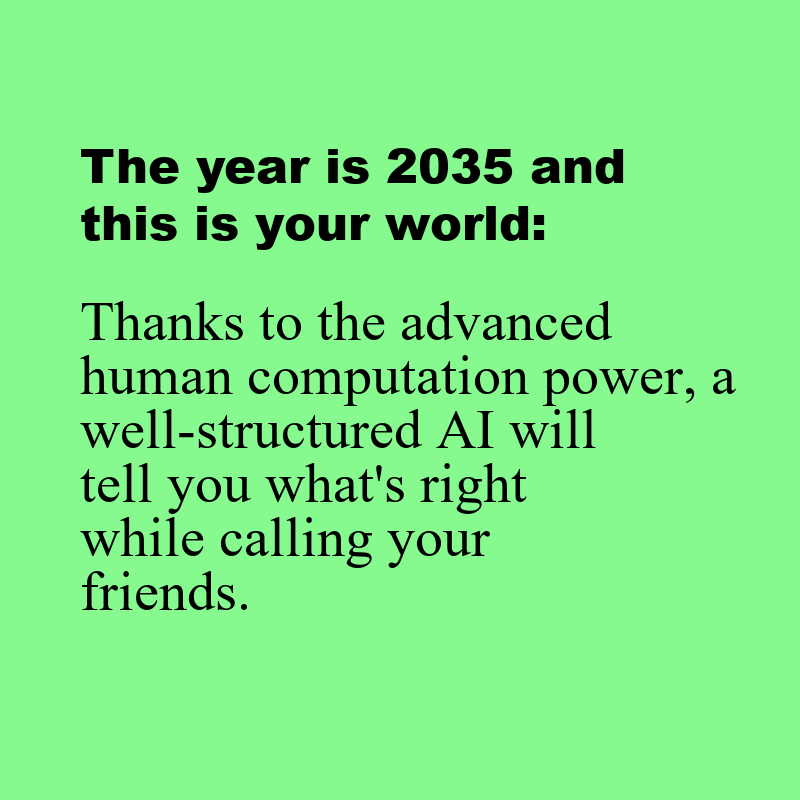 The year is 2035 and
this is your world:
Thanks to the advanced
human computation power, a
well-structured AI will
tell you what's right
while calling your
friends.